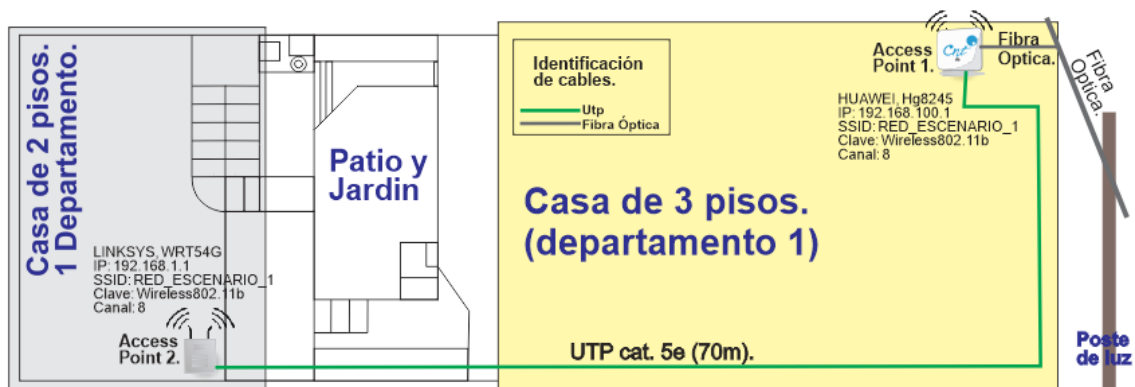 Casa de 2 pisos.
1 Departamento.
LINKSYS, WRT54G
IP: 192.168.1.1
SSID: RED_ESCENARIO_1
Clave: Wireless802.11b
Canal: 8
Access
Point 2.
Patio y
Jardin
Identificación
de cables.
Utp
Fibra Óptica
Access
Point 1.
Fibra
Optica.
HUAWEI, Hg8245
IP: 192.168.100.1
SSID: RED_ESCENARIO_1
Clave: Wireless802.11b
Canal: 8
Casa de 3 pisos.
(departamento 1)
UTP cat. 5e (70m).
Fibra
Optica.
Poste
de luz